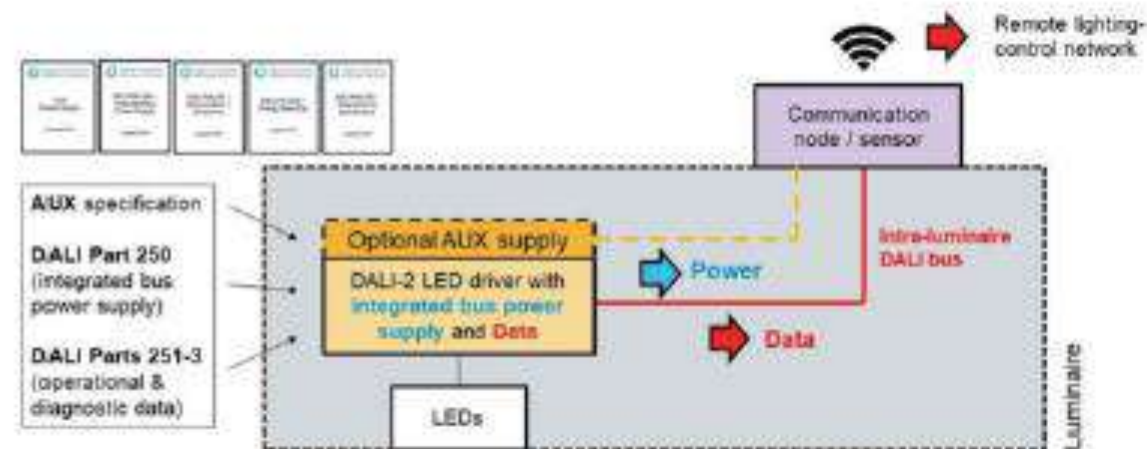 Remote lighting-
control network
Communication
node / sensor
AUX specification
DALI Part 250
(integrated bus
power supply)
DALI Parts 251-3
(operational &
diagnostic data)
Optional AUX supply
DALI-2 LED driver with
integrated bus power
supply and Data
LEDs
Power
Data
Intra-luminaire
DALI bus
Luminaire